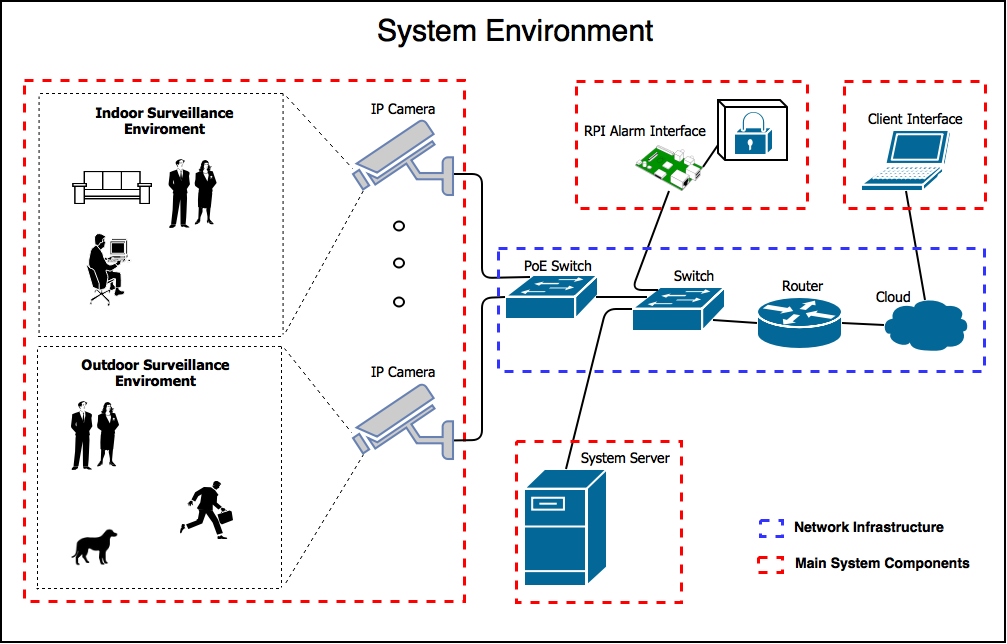 System Environment
Indoor Surveillance
Enviroment
IP Camera
RPI Alarm Interface
Client Interface
PoE Switch
Switch
Router
Cloud
Outdoor Surveillance
Enviroment
IP Camera
System Server
Network Infrastructure
Main System Components